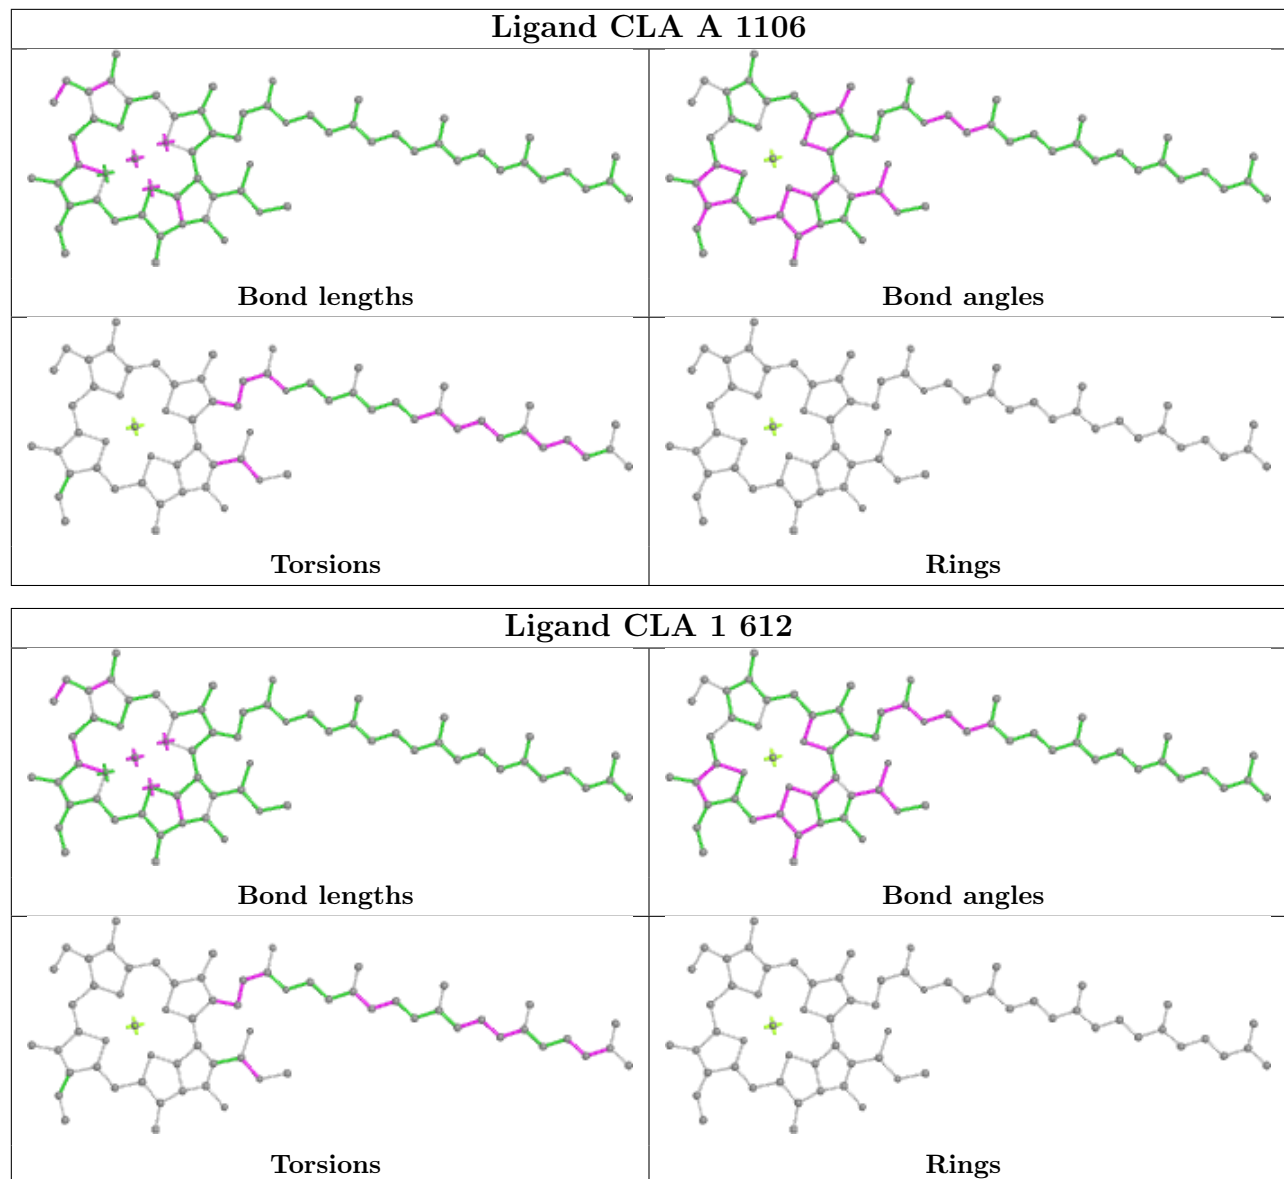 Ligand CLA A 1106
Bond lengths
Bond angles
Torsions
Rings
Ligand CLA 1 612
Bond lengths
Bond angles
Torsions
Rings